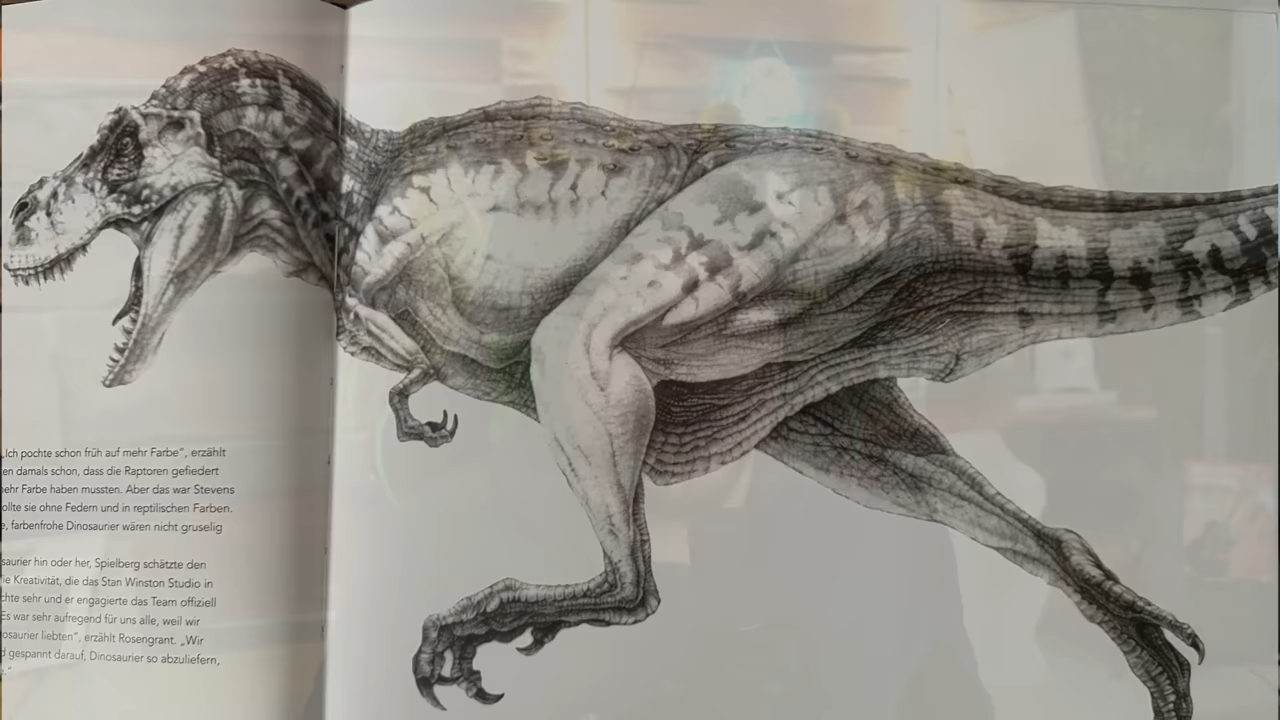 „Ich pochte schon früh auf mehr Farbe“, erzählt
en damals schon, dass die Raptoren gefiedert
ehr Farbe haben mussten. Aber das war Stevens
ollte sie ohne Federn und in reptilischen Farben.
e, farbenfrohe Dinosaurier wären nicht gruselig
saurier hin oder her, Spielberg schätzte den
ie Kreativität, die das Stan Winston Studio in
chte sehr und er engagierte das Team offiziell
Es war sehr aufregend für uns alle, weil wir
osaurier liebten“, erzählt Rosengrant. „Wir
d gespannt darauf, Dinosaurier so abzuliefern,
.“